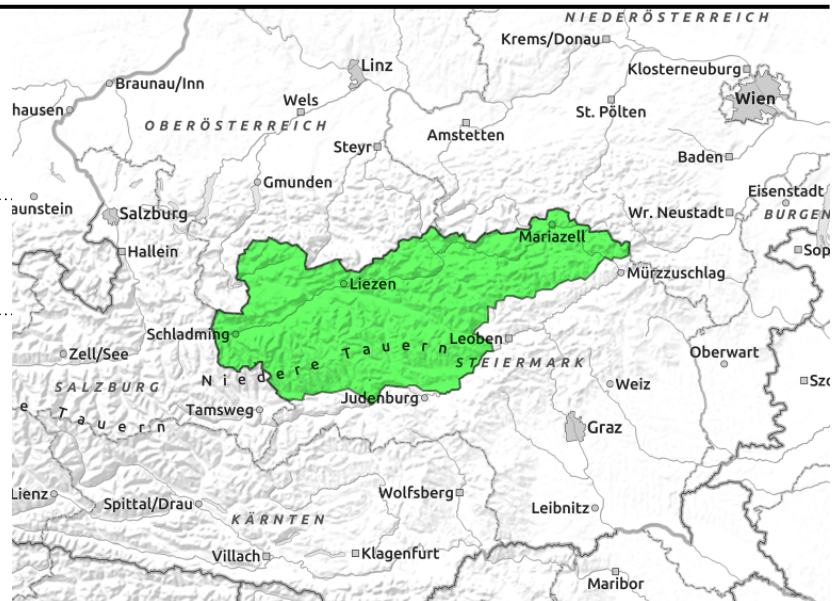 NIEDERÖSTERREICH
Krems/Donau
Linz
Klosterneuburg
Braunau/Inn
Wels
Wien
hausen
St. Pölten
OBERÖSTERREICH
Amstetten
Steyr
Baden
Gmunden
Eisenstadt
aunstein
Salzburg
Wr. Neustadt
BURGEN
Mariazell
Hallein
Sop
Mürzzuschlag
Liezen
Schladming
Leoben
Niedere Tauern
Zell/See
STEIERMARK
Oberwart
SALZBURG
Weiz
Szo
Judenburg
Tamsweg
e Tauern
Graz
Lienz
Wolfsberg
Spittal/Drau
Leibnitz
KÄRNTEN
Villach
Klagenfurt
Maribor